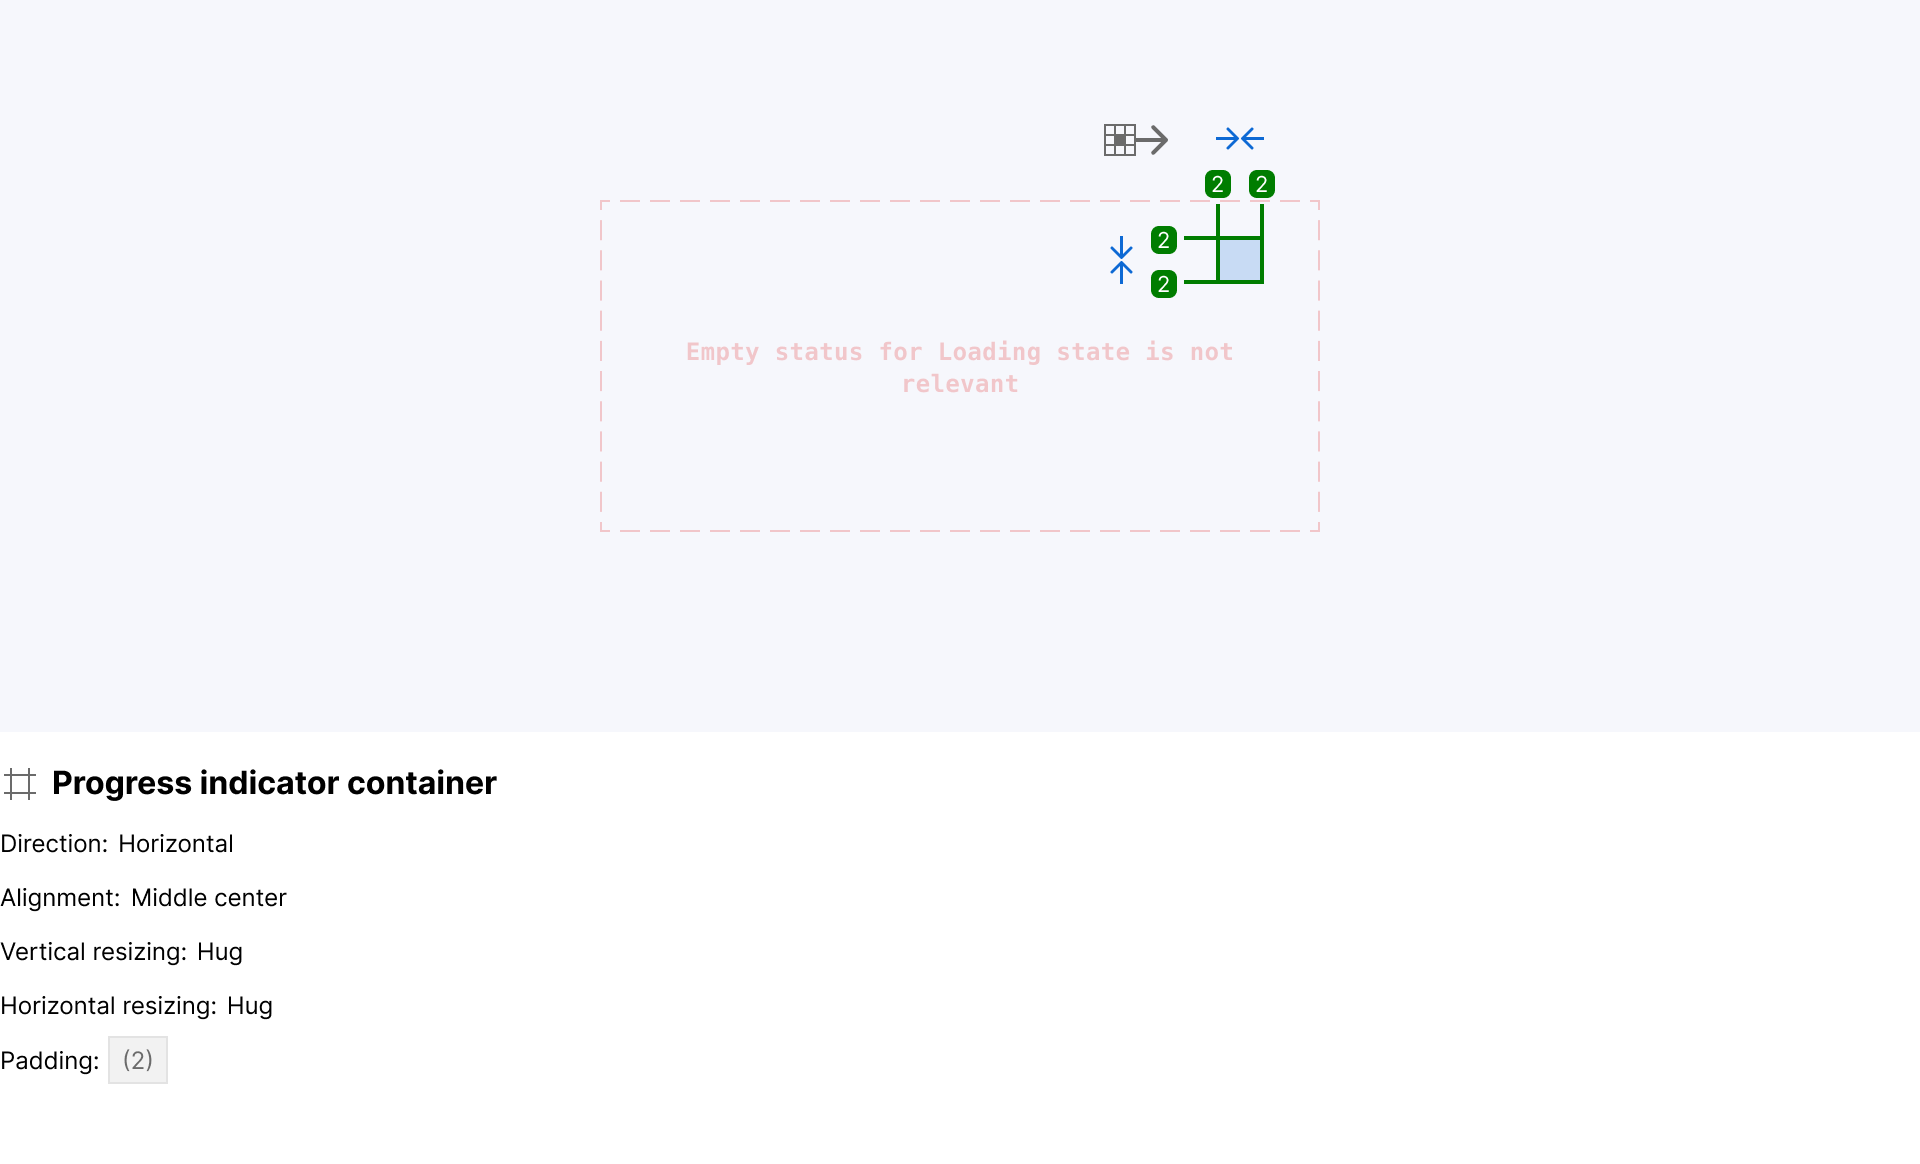 2 2
2
2
Empty status for Loading state is not
relevant
Progress indicator container
Direction: Horizontal
Alignment: Middle center
Vertical resizing: Hug
Horizontal resizing: Hug
Padding: (2)